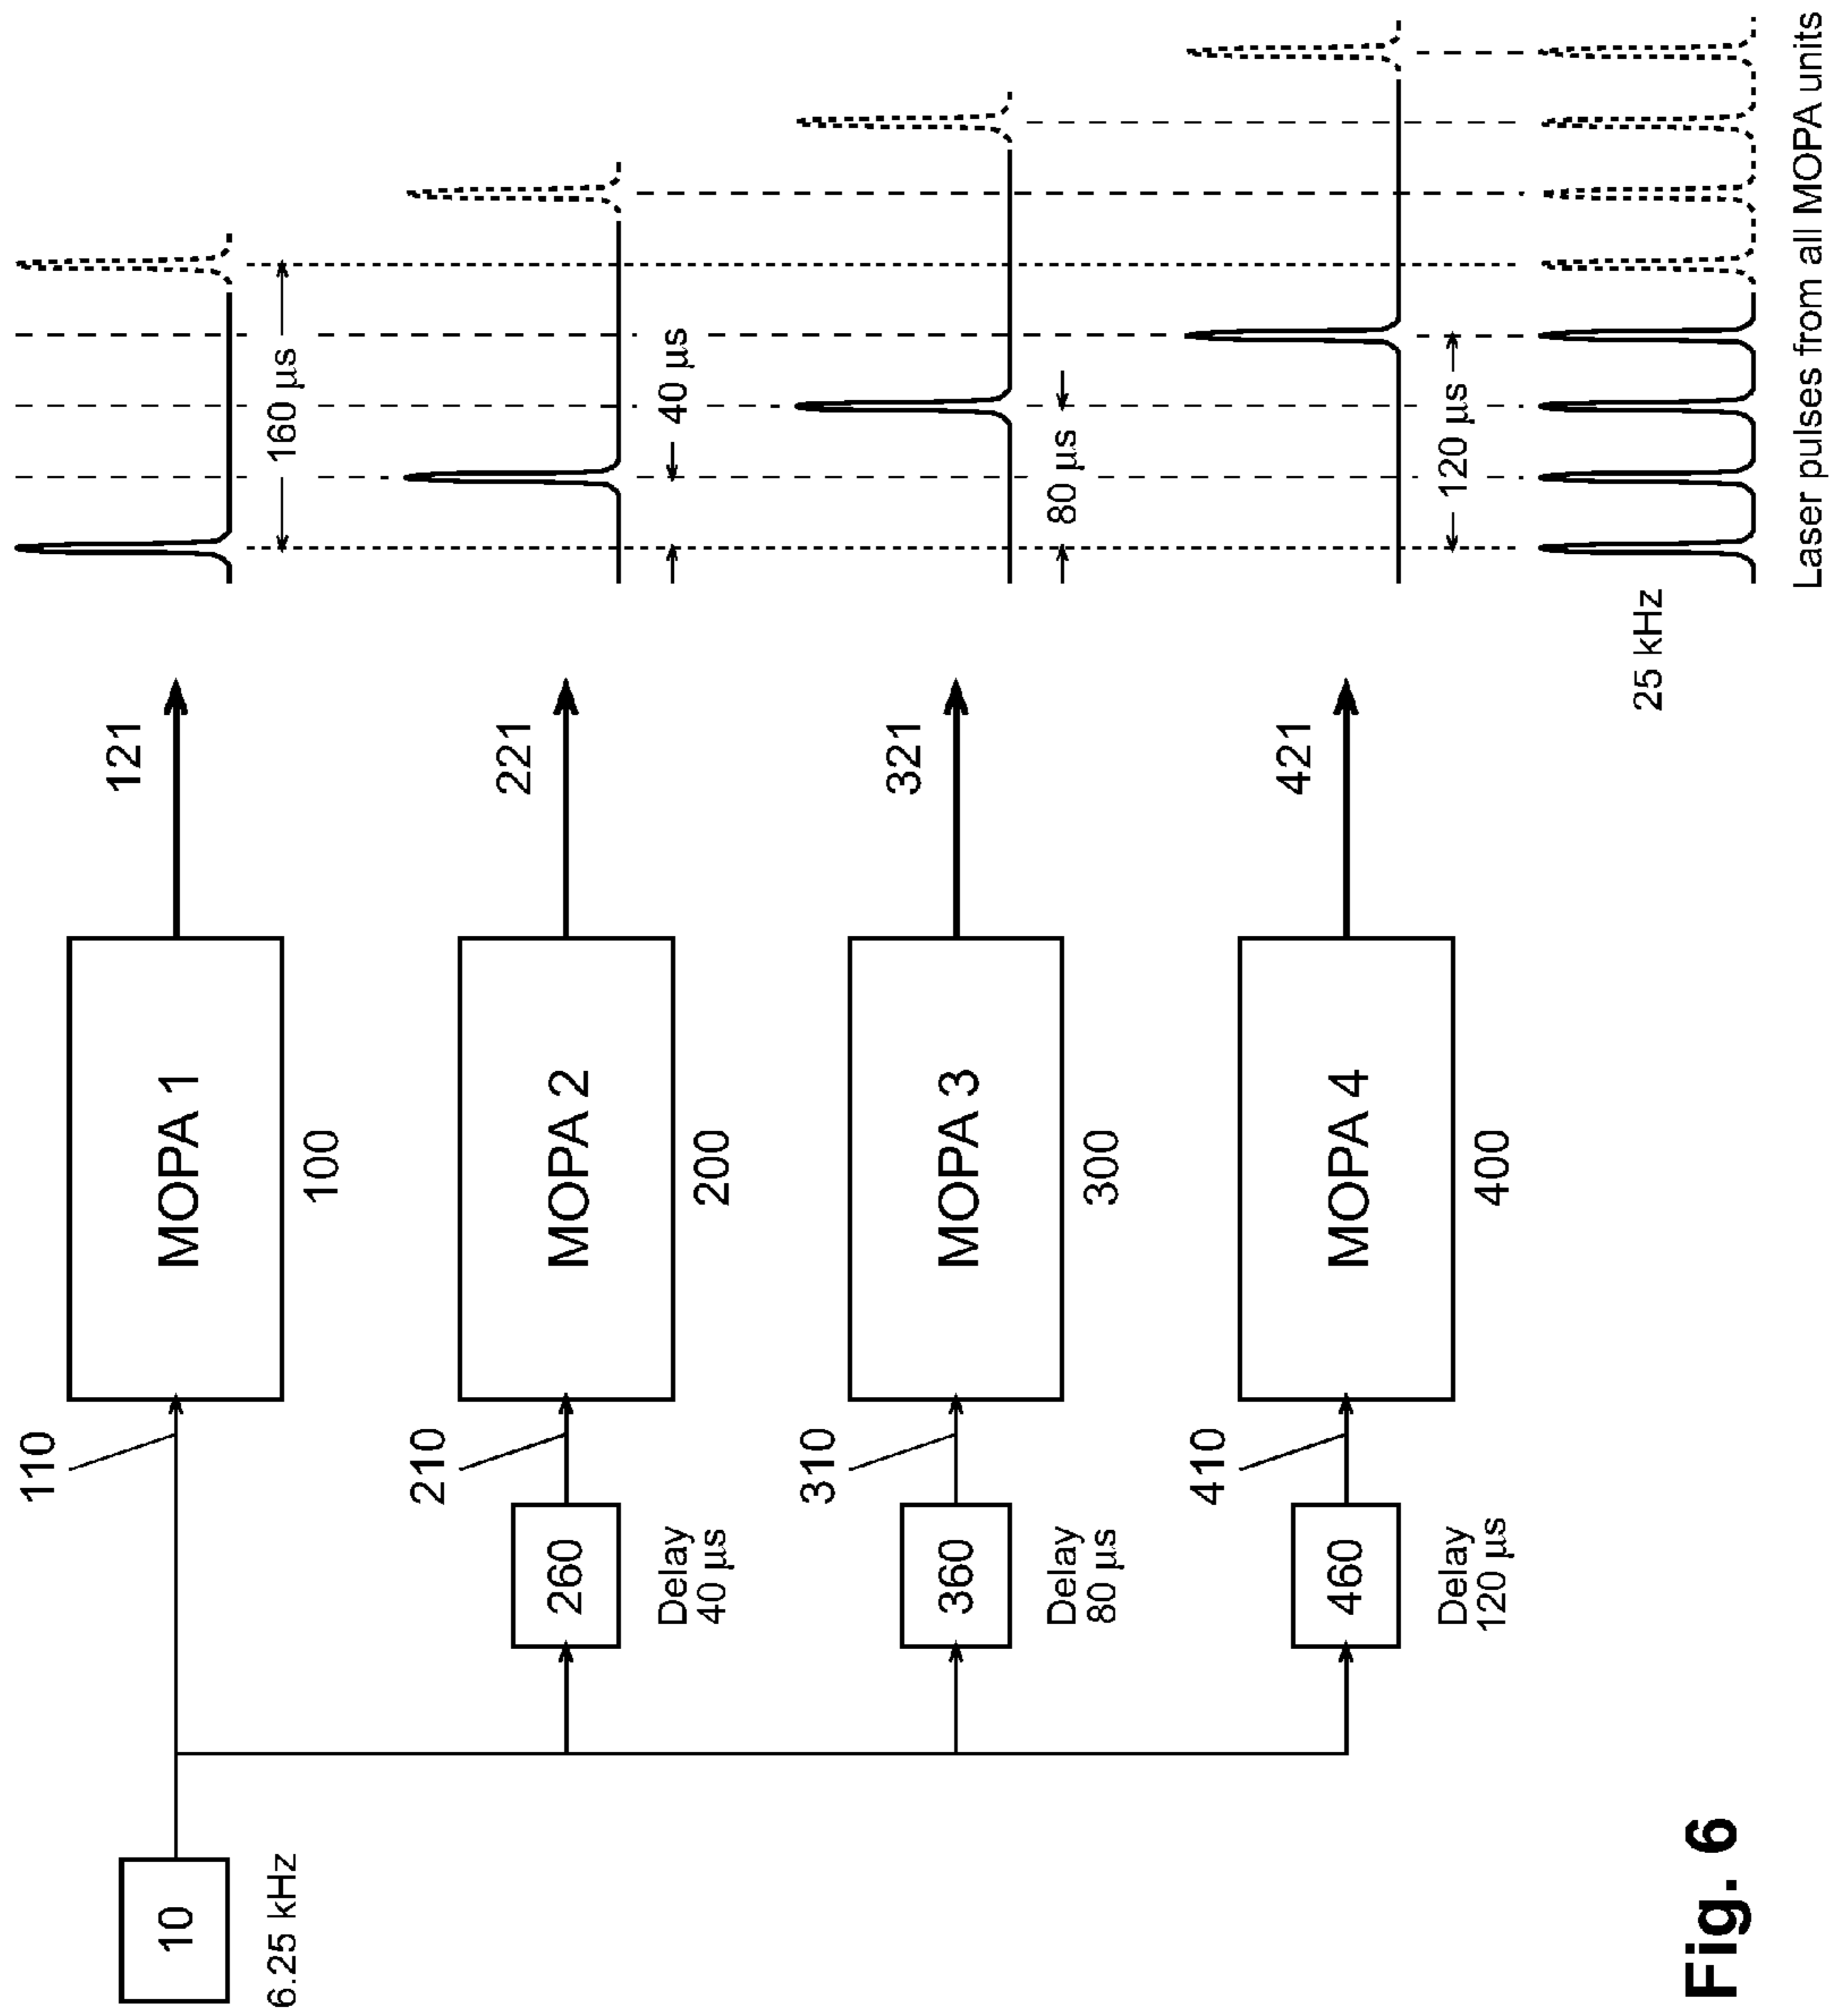 10
6.25 kHz
110
MOPA 1
100
121
160 µs
260
Delay
40 µs
210
MOPA 2
200
221
40 µs
360
Delay
80 µs
310
MOPA 3
300
321
80 µs
460
Delay
120 µs
410
MOPA 4
400
421
120 µs
25 kHz
Laser pulses from all MOPA units
Fig. 6